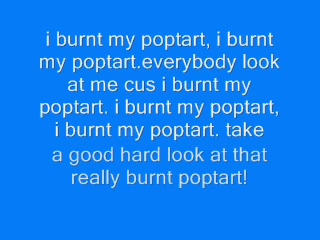 i burnt my poptart, i burnt
my poptart.everybody look
at me cus i burnt my
poptart. i burnt my poptart,
i burnt my poptart. take
a good hard look at that
really burnt poptart!